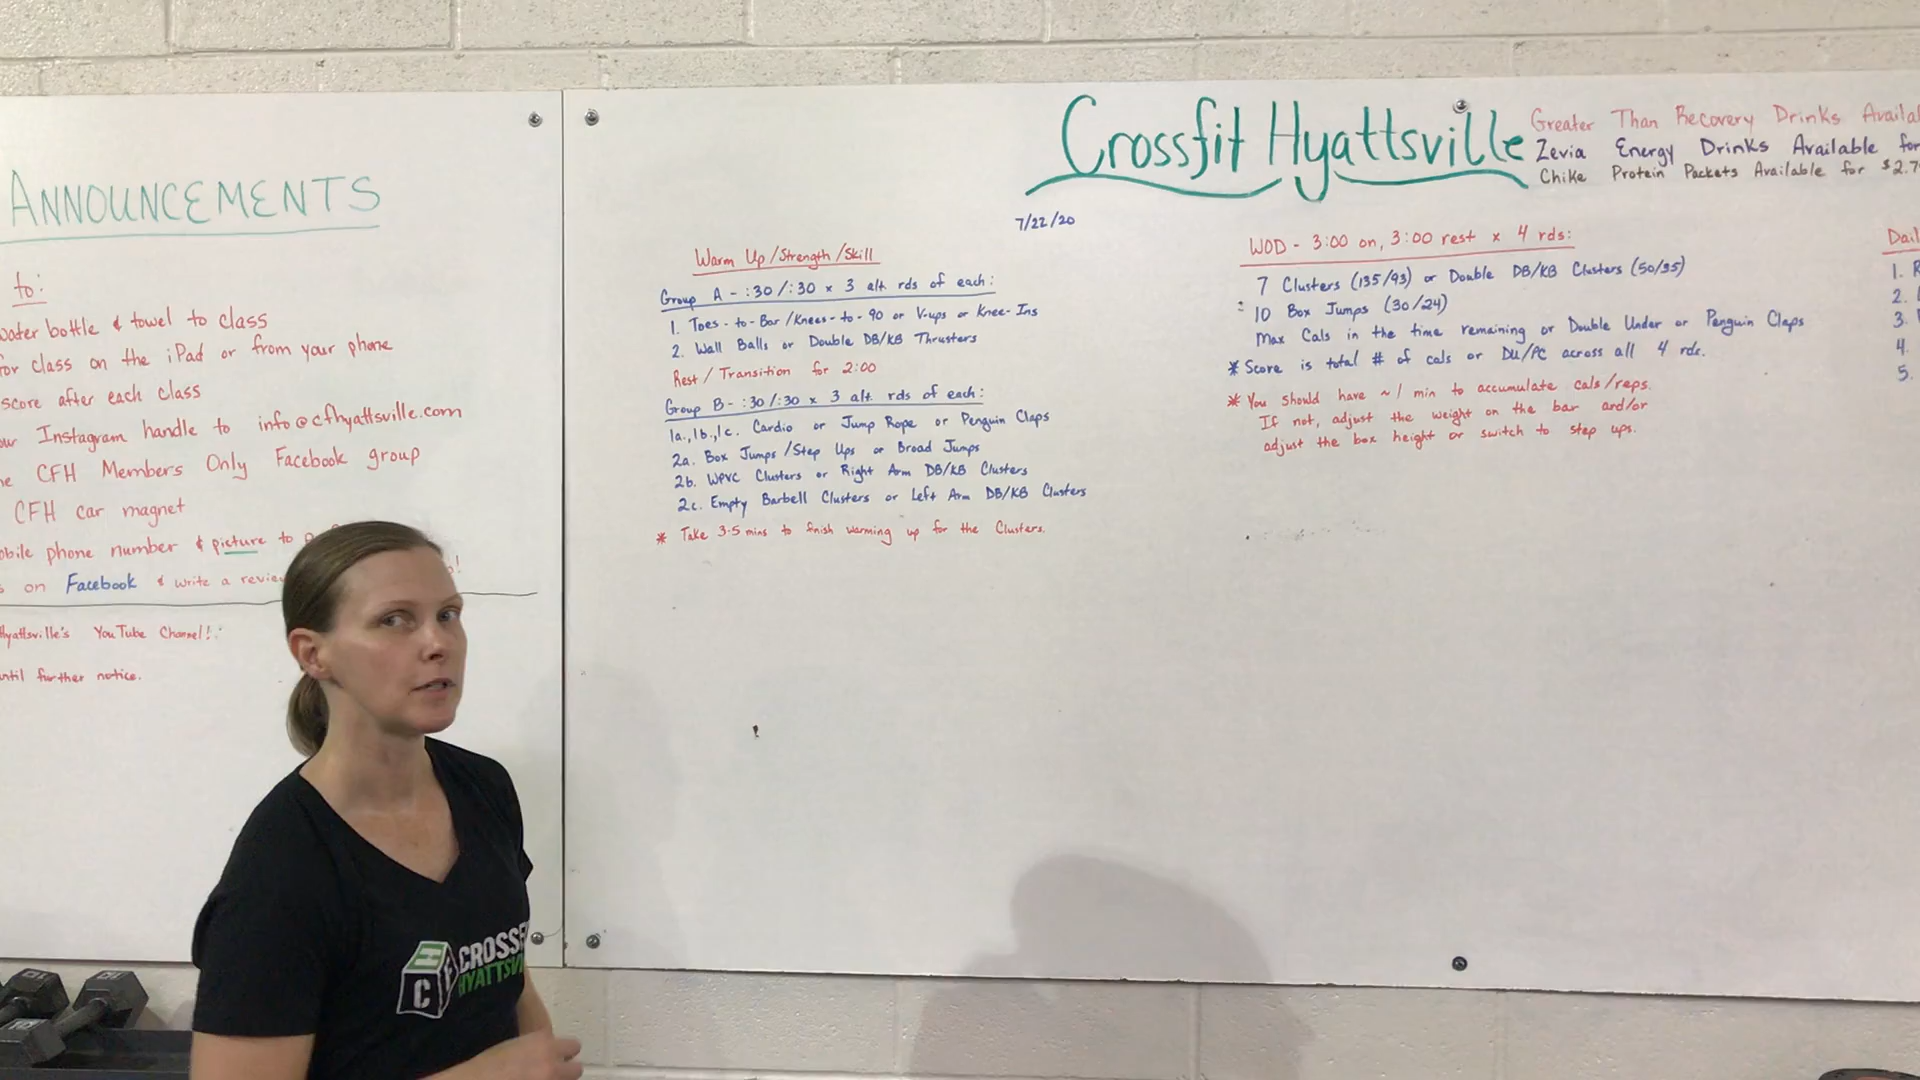 ANNOUNCEMENTS
to:
water bottle & towel to class
for class on the iPad or from your phone
score after each class
Instagram handle to info@cfhyattsville.com
CFH Members Only Facebook group
CFH car magnet
phone number & picture to
on Facebook & write a review
Hyattsville's YouTube Channel!
until further notice.
Crossfit Hyattsville
Greater Than Recovery Drinks
Zevia Energy Drinks Available for
Chike Protein Packets Available for
7/22/20
Warm Up/Strength/Skill
Group A - :30/:30 x 3 alt. rds of each:
1. Toes-to-Bar/Knees-to-90 or V-ups or Knee-Ins
2. Wall Balls or Double DB/KB Thrusters
Rest/Transition for 2:00
Group B - :30/:30 x 3 alt. rds of each:
1a.,1b.,1c. Cardio or Jump Rope or Penguin Claps
2a. Box Jumps/Step Ups or Broad Jumps
2b. WPVC Clusters or Right Arm DB/KB Clusters
2c. Empty Barbell Clusters or Left Arm DB/KB Clusters
* Take 3-5 mins to finish warming up for the Clusters.
WOD - 3:00 on, 3:00 rest x 4 rds:
7 Clusters (135/93) or Double DB/KB Clusters (50/35)
10 Box Jumps (30/24)
Max Cals in the time remaining or Double Under or Penguin Claps
* Score is total # of cals or DU/PC across all 4 rds.
* You should have ~1 min to accumulate cals/reps.
If not, adjust the weight on the bar and/or
adjust the box height or switch to step ups.
1.
2.
3.
4.
5.
CF
H
CROSSF
HYATTSV